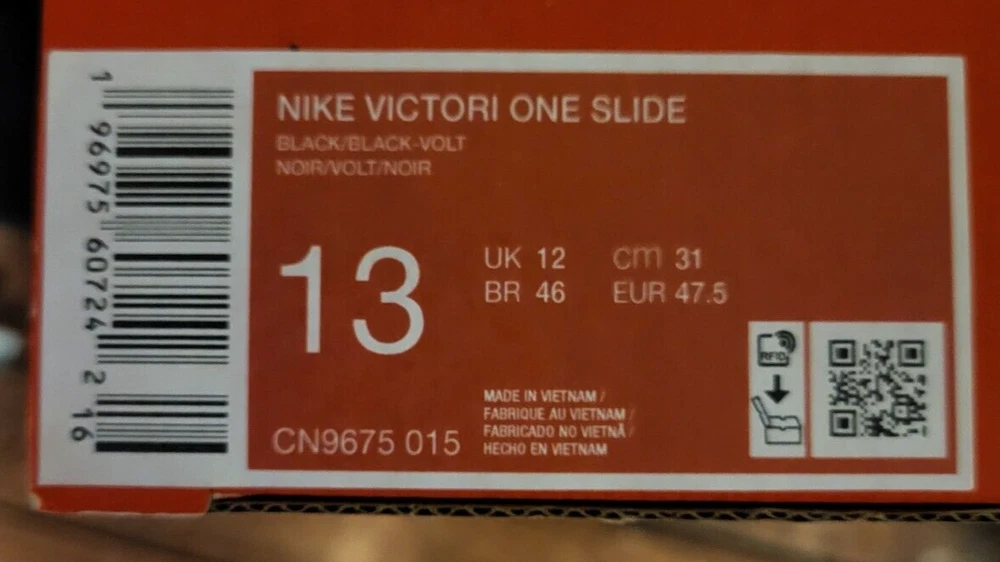 1 96975 60724 2 16
NIKE VICTORI ONE SLIDE
BLACK/BLACK-VOLT
NOIR/VOLT/NOIR
13
UK 12 cm 31
BR 46 EUR 47.5
CN9675 015
MADE IN VIETNAM /
FABRIQUE AU VIETNAM /
FABRICADO NO VIETNÃ /
HECHO EN VIETNAM
RFID